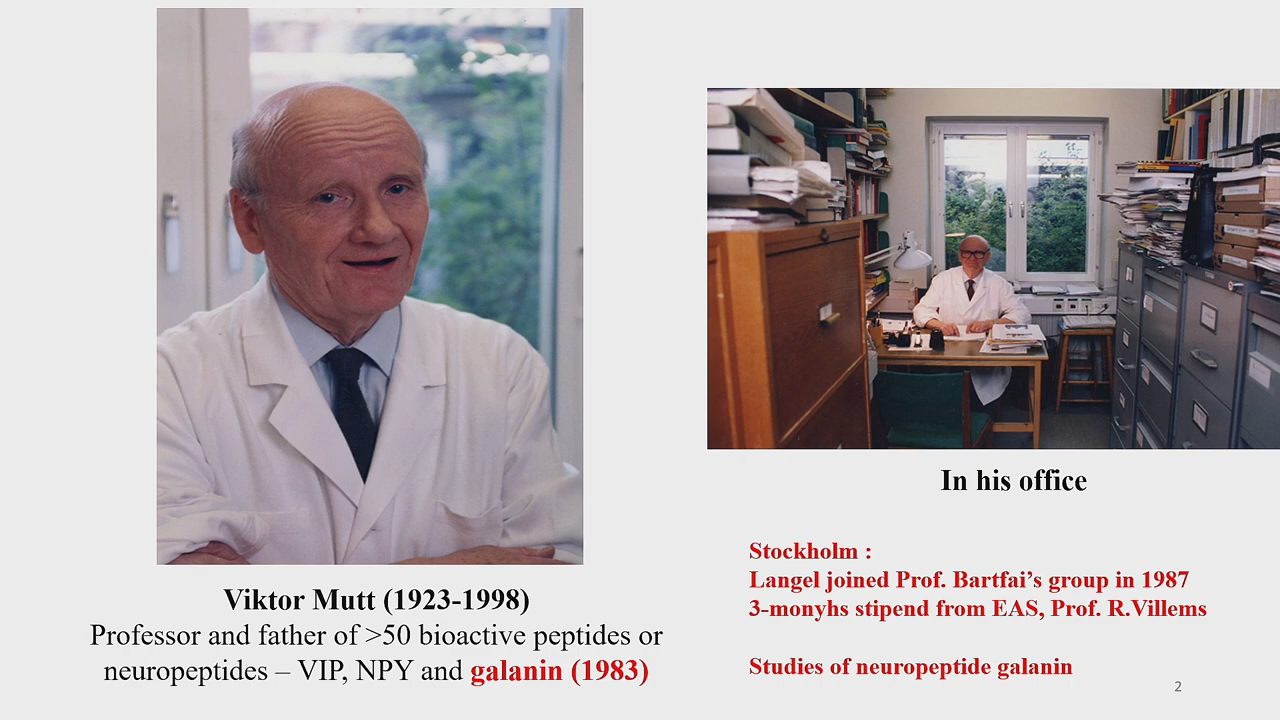 Viktor Mutt (1923-1998)
Professor and father of >50 bioactive peptides or
neuropeptides – VIP, NPY and galanin (1983)
In his office
Stockholm :
Langel joined Prof. Bartfai’s group in 1987
3-monyhs stipend from EAS, Prof. R.Villems
Studies of neuropeptide galanin
2